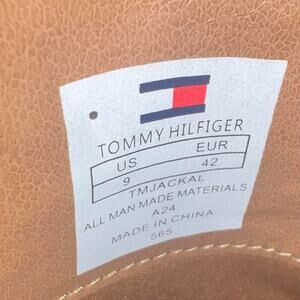 TOMMY HILFIGER
US EUR
9 42
TMJACKAL
ALL MAN MADE MATERIALS
A24
MADE IN CHINA
565